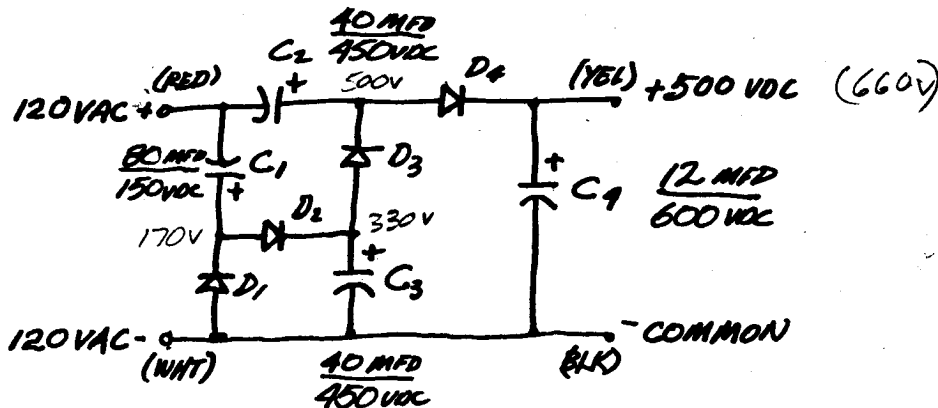 40 MFD
450VDC
C2 +
500V
D4
(RED)
(YEL)
120VAC +
+500 VDC (660V)
80 MFD
150VDC
C1
+
D3
+
C4
12 MFD
600 VDC
D2
170V
330V
+
D1
C3
120VAC-
- COMMON
(WHT)
(BLK)
40 MFD
450VDC